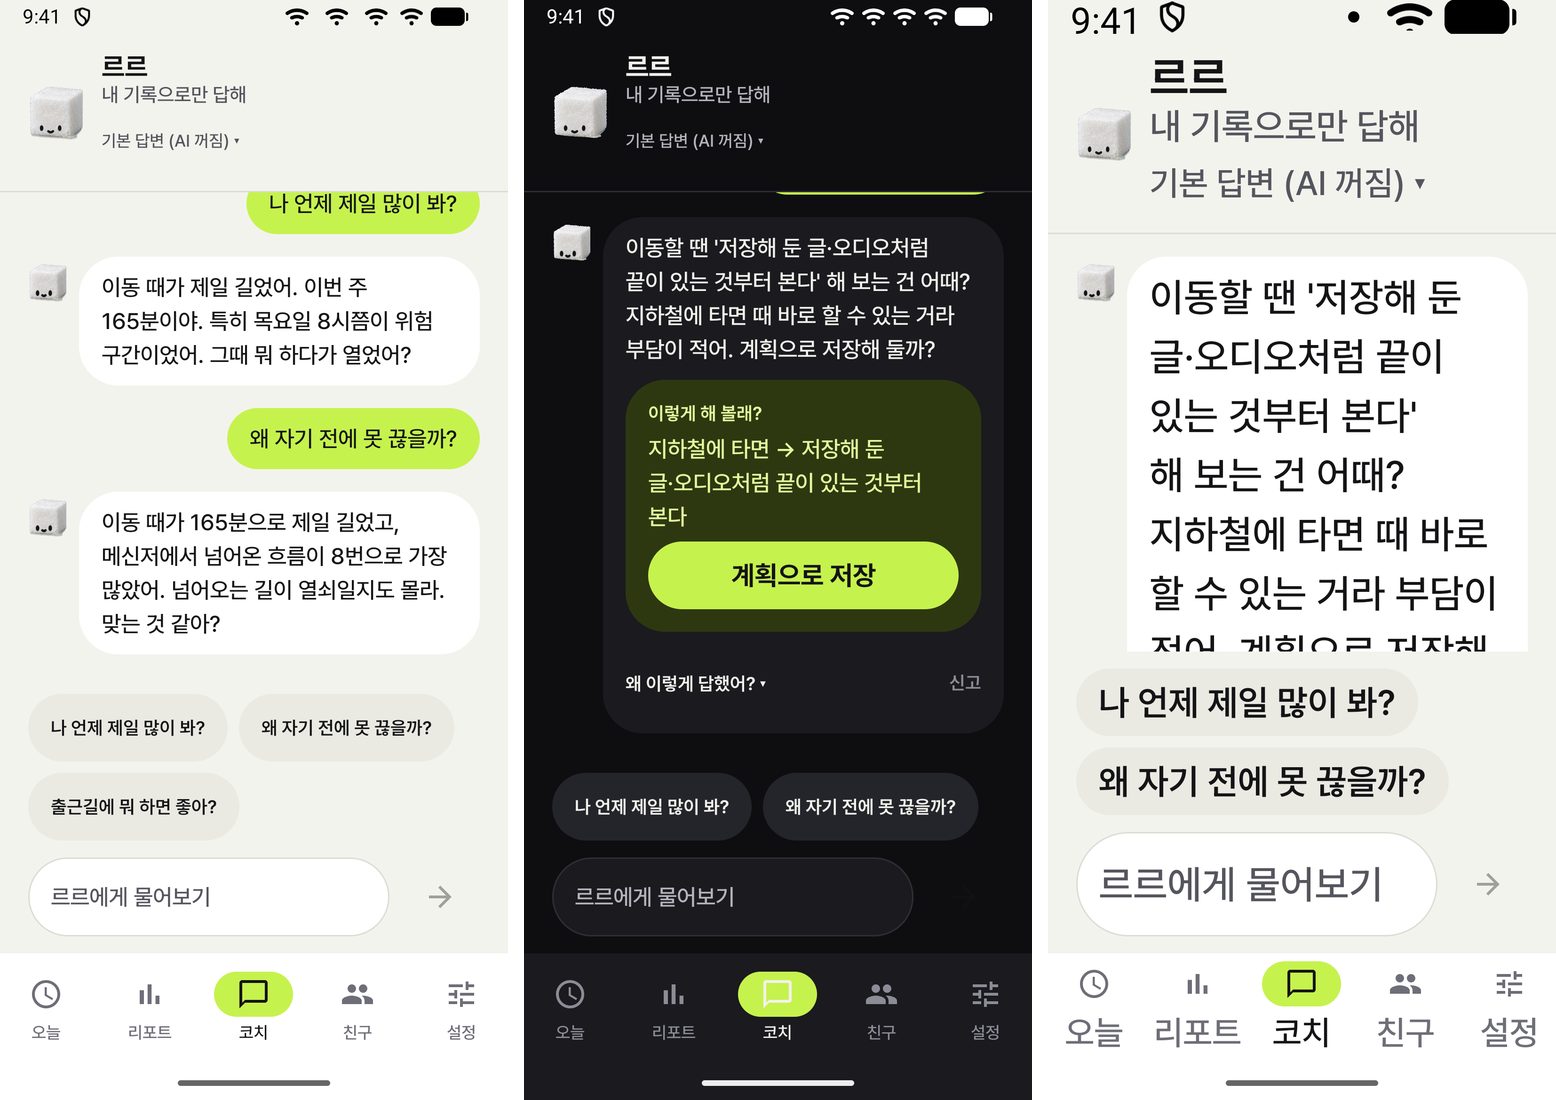 9:41
르르
내 기록으로만 답해
기본 답변 (AI 꺼짐) ▾
나 언제 제일 많이 봐?
이동 때가 제일 길었어. 이번 주
165분이야. 특히 목요일 8시쯤이 위험
구간이었어. 그때 뭐 하다가 열었어?
왜 자기 전에 못 끊을까?
이동 때가 165분으로 제일 길었고,
메신저에서 넘어온 흐름이 8번으로 가장
많았어. 넘어오는 길이 열쇠일지도 몰라.
맞는 것 같아?
나 언제 제일 많이 봐?
왜 자기 전에 못 끊을까?
출근길에 뭐 하면 좋아?
르르에게 물어보기
오늘
리포트
코치
친구
설정
9:41
르르
내 기록으로만 답해
기본 답변 (AI 꺼짐) ▾
이동할 땐 '저장해 둔 글·오디오처럼
끝이 있는 것부터 본다' 해 보는 건 어때?
지하철에 타면 때 바로 할 수 있는 거라
부담이 적어. 계획으로 저장해 둘까?
이렇게 해 볼래?
지하철에 타면 → 저장해 둔
글·오디오처럼 끝이 있는 것부터
본다
계획으로 저장
왜 이렇게 답했어? ▾
신고
나 언제 제일 많이 봐?
왜 자기 전에 못 끊을까?
르르에게 물어보기
오늘
리포트
코치
친구
설정
9:41
르르
내 기록으로만 답해
기본 답변 (AI 꺼짐) ▾
이동할 땐 '저장해 둔
글·오디오처럼 끝이
있는 것부터 본다'
해 보는 건 어때?
지하철에 타면 때 바로
할 수 있는 거라 부담이
적어. 계획으로 저장해
나 언제 제일 많이 봐?
왜 자기 전에 못 끊을까?
르르에게 물어보기
오늘
리포트
코치
친구
설정